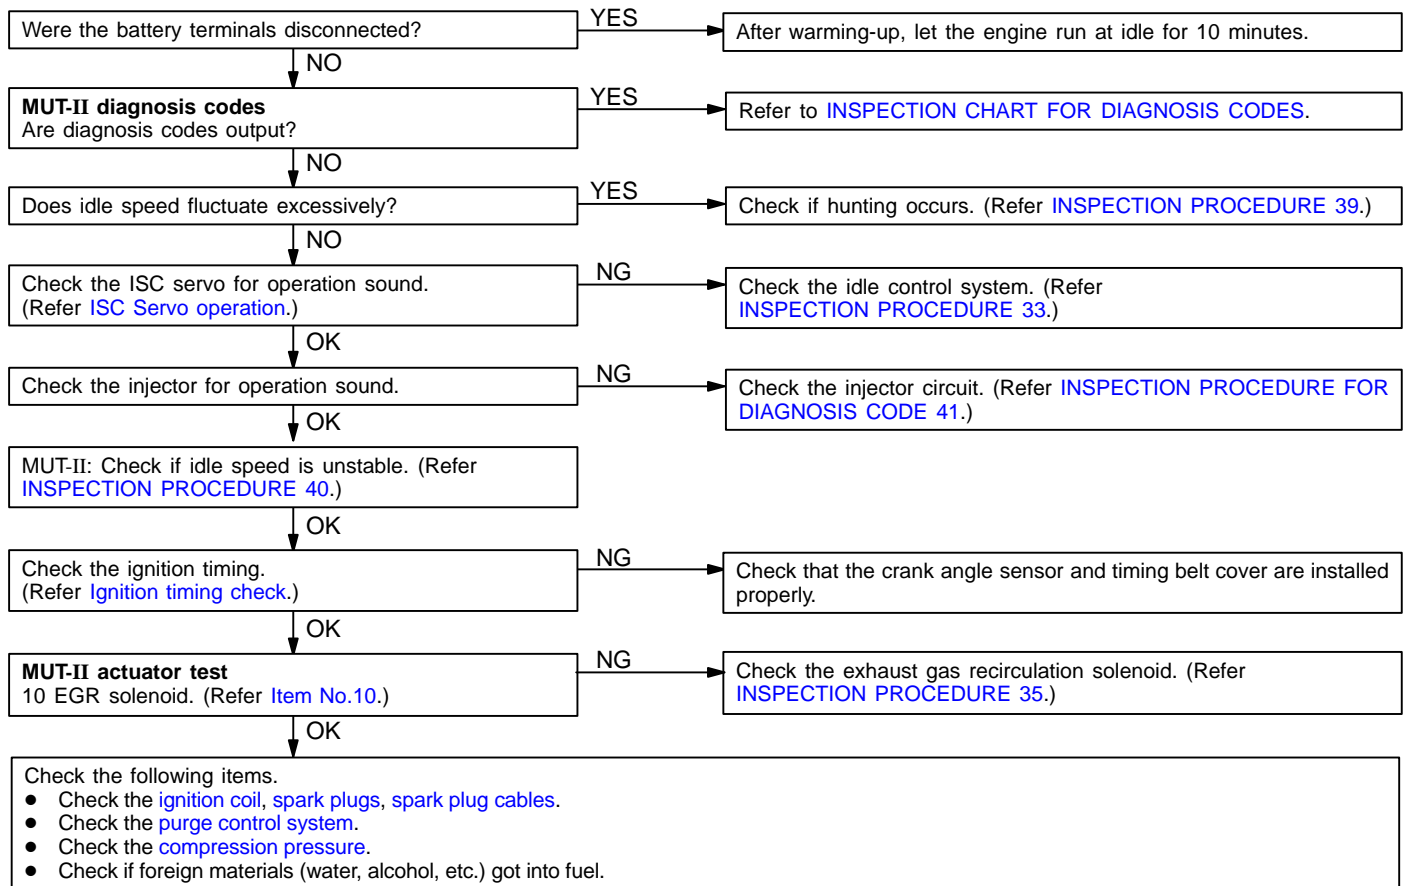 Were the battery terminals disconnected?
YES
After warming-up, let the engine run at idle for 10 minutes.
NO
MUT-II diagnosis codes
Are diagnosis codes output?
YES
Refer to INSPECTION CHART FOR DIAGNOSIS CODES.
NO
Does idle speed fluctuate excessively?
YES
Check if hunting occurs. (Refer INSPECTION PROCEDURE 39.)
NO
Check the ISC servo for operation sound.
(Refer ISC Servo operation.)
NG
Check the idle control system. (Refer
INSPECTION PROCEDURE 33.)
OK
Check the injector for operation sound.
NG
Check the injector circuit. (Refer INSPECTION PROCEDURE FOR
DIAGNOSIS CODE 41.)
OK
MUT-II: Check if idle speed is unstable. (Refer
INSPECTION PROCEDURE 40.)
OK
Check the ignition timing.
(Refer Ignition timing check.)
NG
Check that the crank angle sensor and timing belt cover are installed
properly.
OK
MUT-II actuator test
10 EGR solenoid. (Refer Item No.10.)
NG
Check the exhaust gas recirculation solenoid. (Refer
INSPECTION PROCEDURE 35.)
OK
Check the following items.
● Check the ignition coil, spark plugs, spark plug cables.
● Check the purge control system.
● Check the compression pressure.
● Check if foreign materials (water, alcohol, etc.) got into fuel.